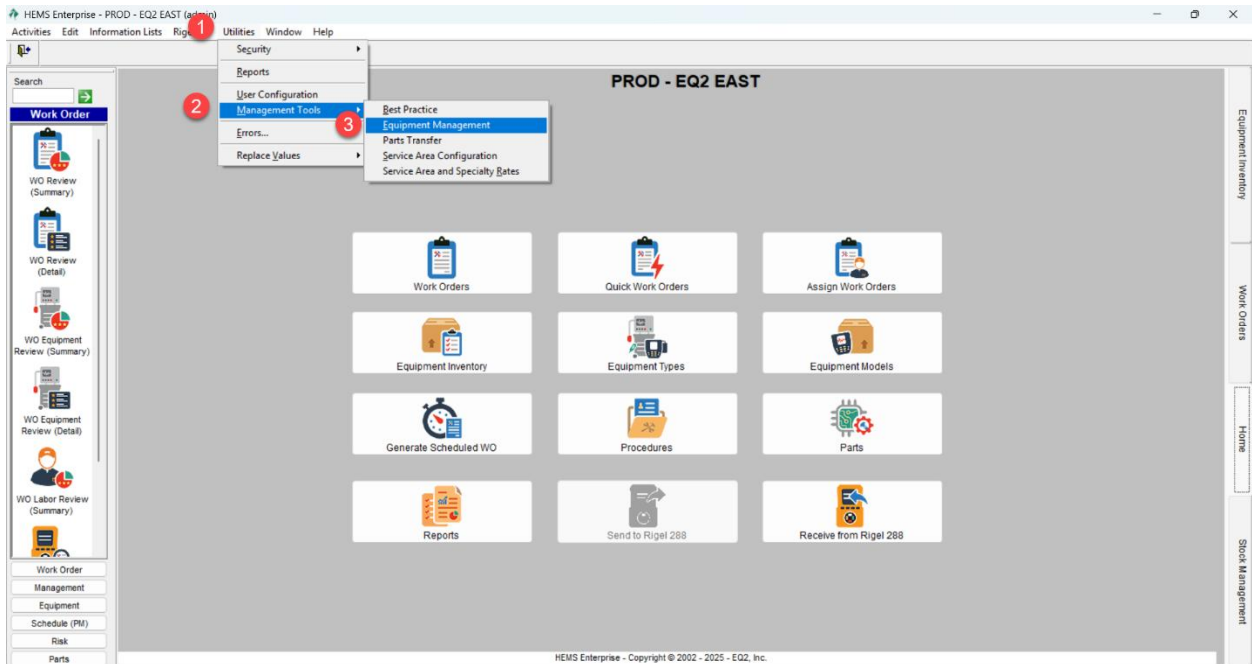 HEMS Enterprise - PROD - EQ2 EAST (admin)
Activities Edit Information Lists Utilities Window Help
1
Search
Work Order
WO Review
(Summary)
WO Review
(Detail)
WO Equipment
Review (Summary)
WO Equipment
Review (Detail)
WO Labor Review
(Summary)
Work Order
Management
Equipment
Schedule (PM)
Risk
Parts
Security
Reports
User Configuration
2
Management Tools
Errors...
Replace Values
3
Best Practice
Equipment Management
Parts Transfer
Service Area Configuration
Service Area and Specialty Rates
PROD - EQ2 EAST
Work Orders
Quick Work Orders
Assign Work Orders
Equipment Inventory
Equipment Types
Equipment Models
Generate Scheduled WO
Procedures
Parts
Reports
Send to Rigel 288
Receive from Rigel 288
HEMS Enterprise - Copyright © 2002 - 2025 - EQ2, Inc.
Equipment Inventory
Work Orders
Home
Stock Management